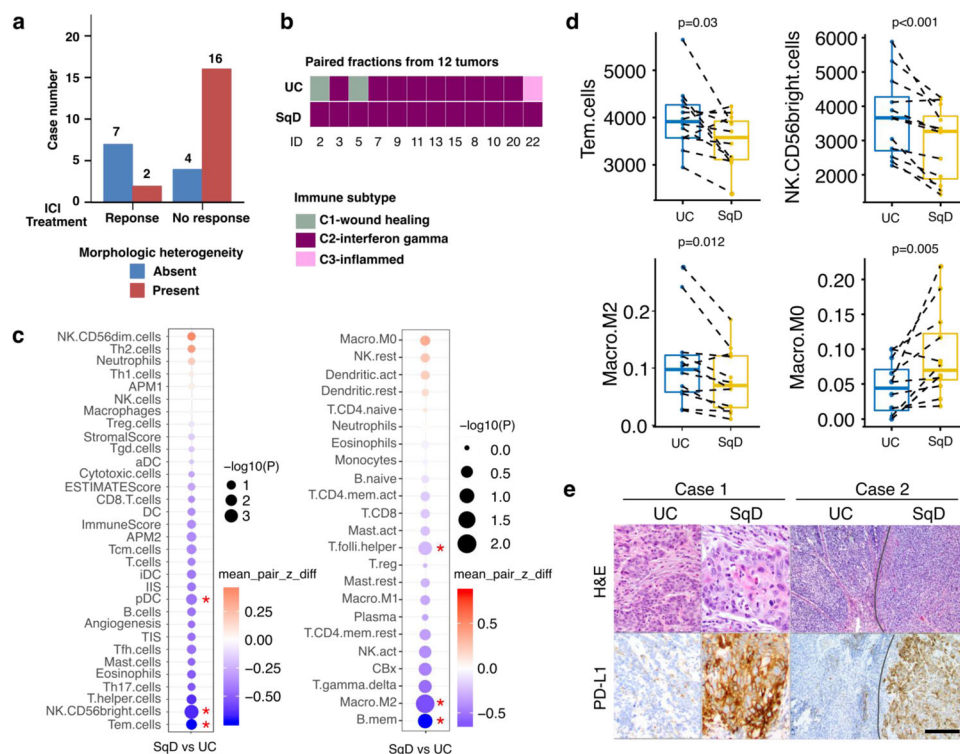 a
Case number
20
15
10
5
0
7
2
4
16
ICI
Treatment
Reponse
No response
Morphologic heterogeneity
Absent
Present
b
Paired fractions from 12 tumors
UC
SqD
ID 2 3 5 7 9 11 13 15 8 10 20 22
Immune subtype
C1-wound healing
C2-interferon gamma
C3-inflammed
c
NK.CD56dim.cells
Th2.cells
Neutrophils
Th1.cells
APM1
NK.cells
Macrophages
Treg.cells
StromalScore
Tgd.cells
aDC
Cytotoxic.cells
ESTIMATEScore
CD8.T.cells
DC
ImmuneScore
APM2
Tcm.cells
T.cells
iDC
IIS
pDC *
B.cells
Angiogenesis
TIS
Tfh.cells
Mast.cells
Eosinophils
Th17.cells
T.helper.cells
NK.CD56bright.cells *
Tem.cells *
SqD vs UC
−log10(P)
1
2
3
mean_pair_z_diff
0.25
0.00
−0.25
−0.50
−0.75
Macro.M0
NK.rest
Dendritic.act
Dendritic.rest
T.CD4.naive
Neutrophils
Eosinophils
Monocytes
B.naive
T.CD4.mem.act
T.CD8
Mast.act
T.folli.helper *
T.reg
Mast.rest
Macro.M1
Plasma
T.CD4.mem.rest
NK.act
CBx
T.gamma.delta
Macro.M2 *
B.mem *
SqD vs UC
−log10(P)
0.0
0.5
1.0
1.5
2.0
mean_pair_z_diff
0.5
0.0
−0.5
d
p=0.03
Tem.cells
5000
4000
3000
UC SqD
p<0.001
NK.CD56bright.cells
6000
5000
4000
3000
2000
UC SqD
p=0.012
Macro.M2
0.2
0.1
0.0
UC SqD
p=0.005
Macro.M0
0.20
0.15
0.10
0.05
0.00
UC SqD
e
Case 1 Case 2
UC SqD UC SqD
H&E
PD-L1